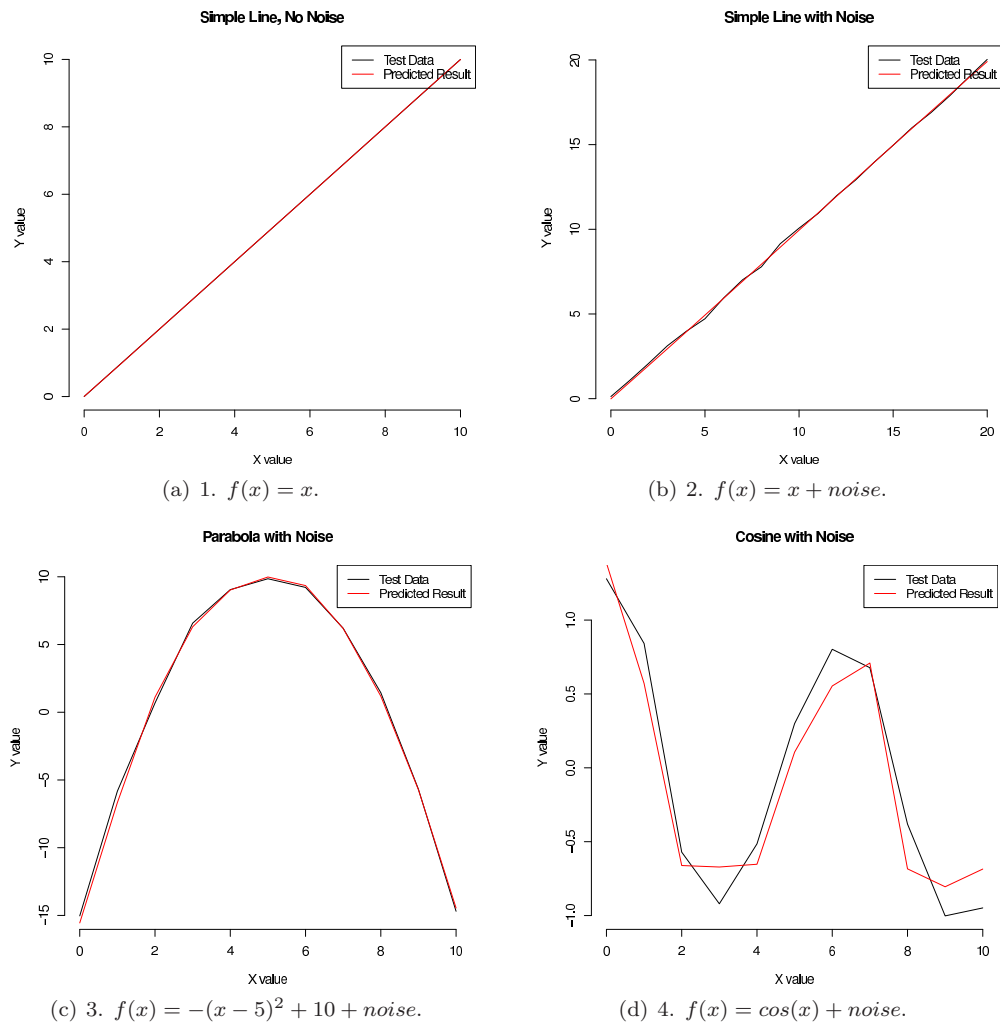 Simple Line, No Noise
Test Data
Predicted Result
Y value
0
2
4
6
8
10
0
2
4
6
8
10
X value
(a) 1. f(x) = x.
Simple Line with Noise
Test Data
Predicted Result
Y value
0
5
10
15
20
0
5
10
15
20
X value
(b) 2. f(x) = x + noise.
Parabola with Noise
Test Data
Predicted Result
Y value
10
5
0
−5
−10
−15
0
2
4
6
8
10
X value
(c) 3. f(x) = −(x − 5)² + 10 + noise.
Cosine with Noise
Test Data
Predicted Result
Y value
1.0
0.5
0.0
−0.5
−1.0
0
2
4
6
8
10
X value
(d) 4. f(x) = cos(x) + noise.